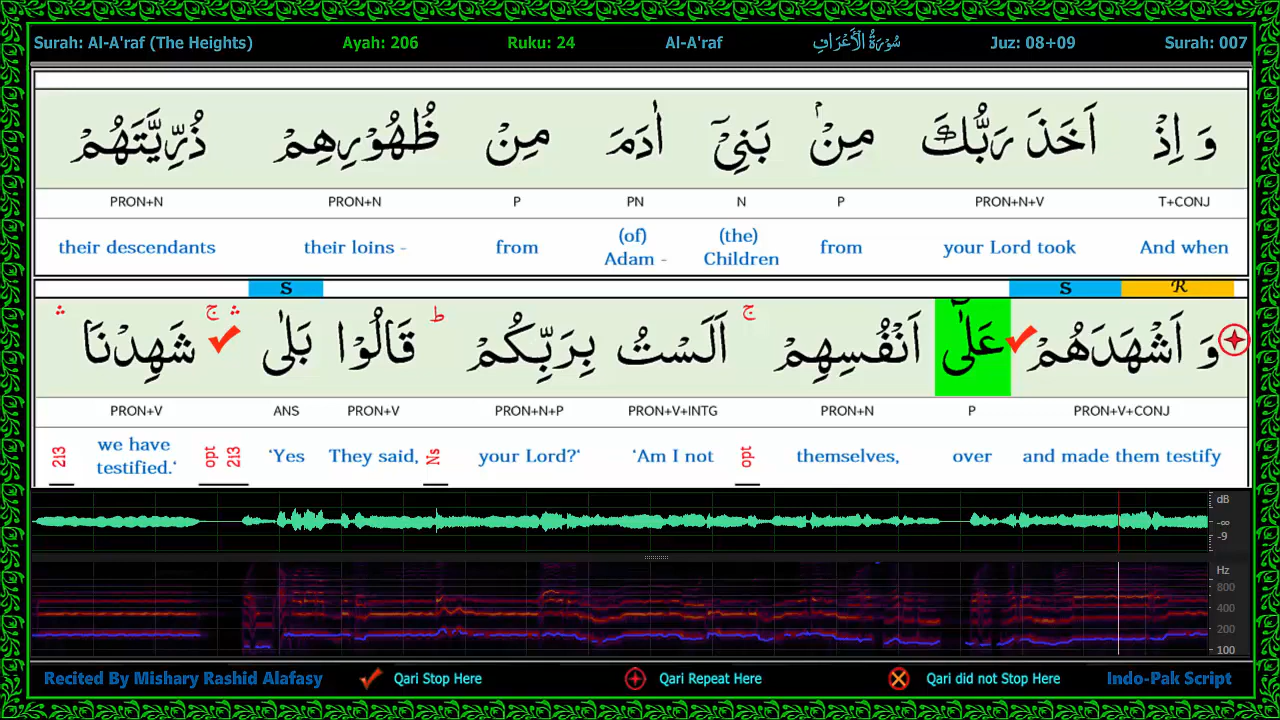 Surah: Al-A'raf (The Heights) Ayah: 206 Ruku: 24 Al-A'raf سُوْرَةُ الْأَعْرَافِ Juz: 08+09 Surah: 007
وَ اِذْ اَخَذَ رَبُّكَ مِنْۢ بَنِيْۤ اٰدَمَ مِنْ ظُهُوْرِهِمْ ذُرِّيَّتَهُمْ
PRON+N PRON+N P PN N P PRON+N+V T+CONJ
their descendants their loins - from (of) Adam - (the) Children from your Lord took And when
S S R
وَ اَشْهَدَهُمْ عَلٰۤى اَنْفُسِهِمْ ج اَلَسْتُ بِرَبِّكُمْ ط قَالُوْا بَلٰى ۛ ج شَهِدْنَا ۛ
PRON+V ANS PRON+V PRON+N+P PRON+V+INTG PRON+N P PRON+V+CONJ
213 we have testified.‘ opt 213 ‘Yes They said, Ns your Lord?‘ ‘Am I not opt themselves, over and made them testify
dB
-∞
-9
Hz
800
400
200
100
Recited By Mishary Rashid Alafasy Qari Stop Here Qari Repeat Here Qari did not Stop Here Indo-Pak Script